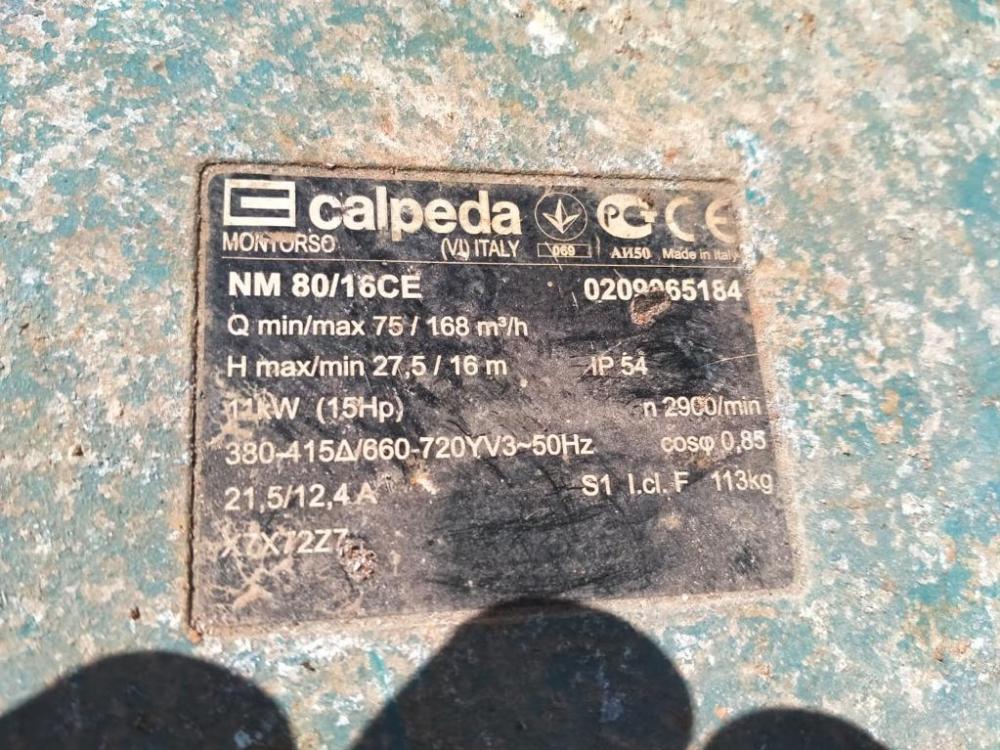 calpeda
MONTORSO (VI) ITALY 069 АИ50 Made in Italy
NM 80/16CE
Q min/max 75 / 168 m³/h
H max/min 27,5 / 16 m IP 54
11kW (15Hp) n 2900/min
380-415Δ/660-720YV3~50Hz cosφ 0,85
21,5/12,4 A S1 I.cl. F 113kg
X7X72Z7